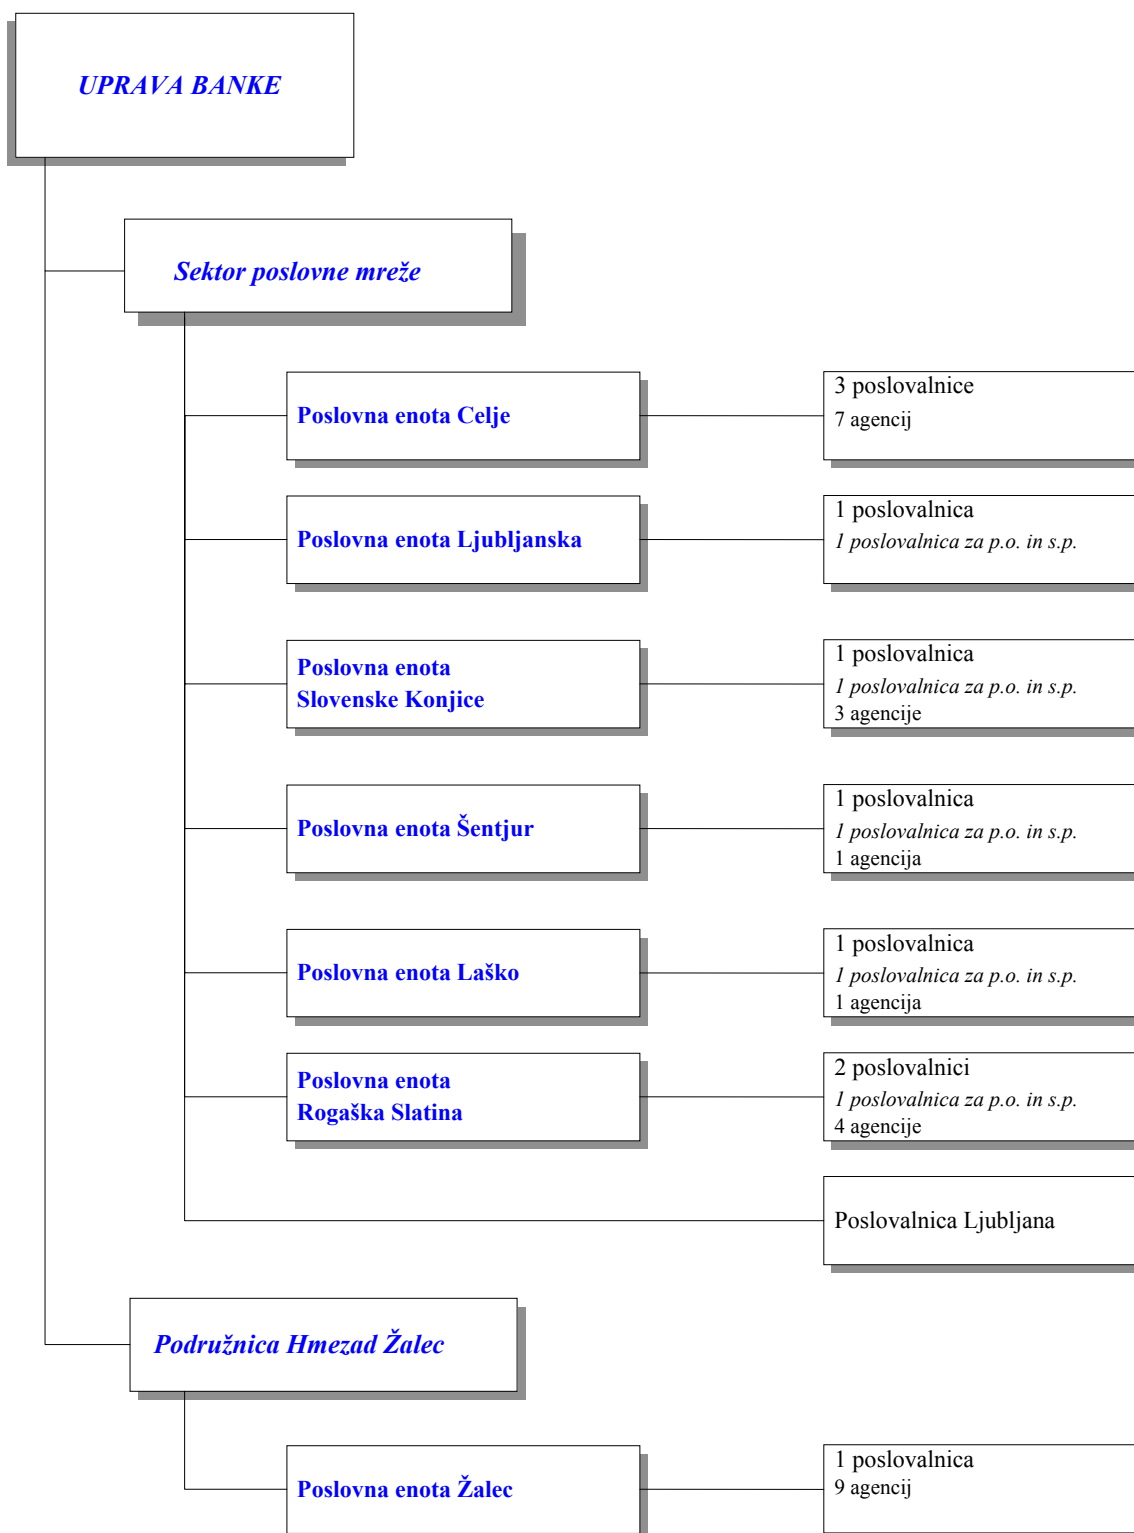 UPRAVA BANKE
Sektor poslovne mreže
Poslovna enota Celje
3 poslovalnice
7 agencij
Poslovna enota Ljubljanska
1 poslovalnica
1 poslovalnica za p.o. in s.p.
Poslovna enota
Slovenske Konjice
1 poslovalnica
1 poslovalnica za p.o. in s.p.
3 agencije
Poslovna enota Šentjur
1 poslovalnica
1 poslovalnica za p.o. in s.p.
1 agencija
Poslovna enota Laško
1 poslovalnica
1 poslovalnica za p.o. in s.p.
1 agencija
Poslovna enota
Rogaška Slatina
2 poslovalnici
1 poslovalnica za p.o. in s.p.
4 agencije
Poslovalnica Ljubljana
Podružnica Hmezad Žalec
Poslovna enota Žalec
1 poslovalnica
9 agencij